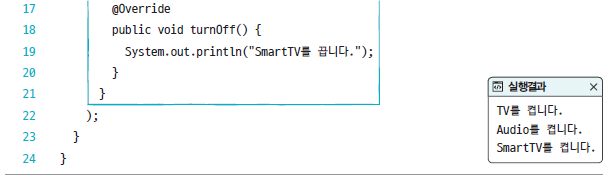 17 @Override
18 public void turnOff() {
19 System.out.println("SmartTV를 끕니다.");
20 }
21 }
22 );
23 }
24 }
실행결과 ×
TV를 켭니다.
Audio를 켭니다.
SmartTV를 켭니다.